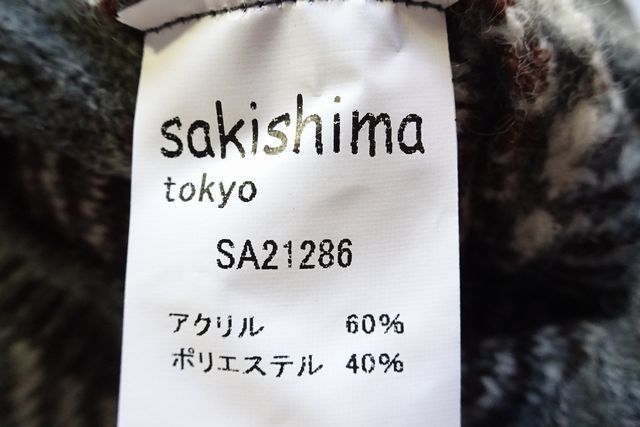 sakishima
tokyo
SA21286
アクリル 60%
ポリエステル 40%